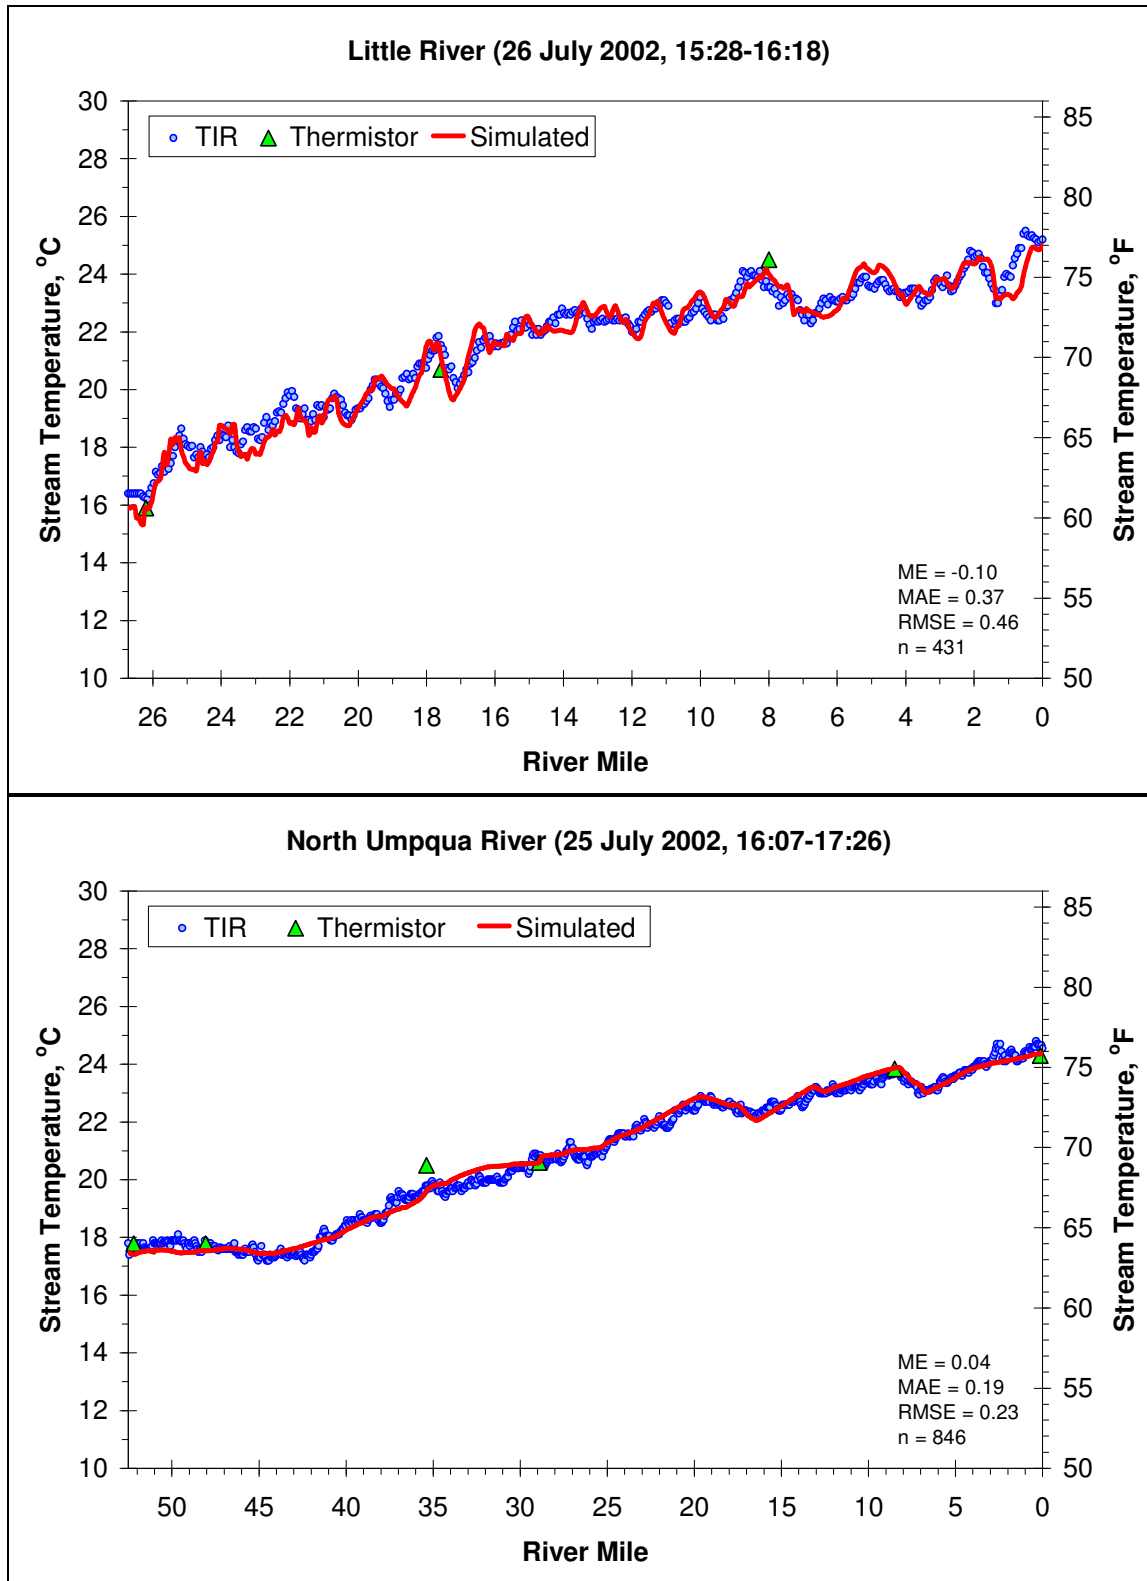 Little River (26 July 2002, 15:28-16:18)
TIR Thermistor Simulated
30
28
26
24
22
20
18
16
14
12
10
Stream Temperature, °C
85
80
75
70
65
60
55
50
Stream Temperature, °F
ME = -0.10
MAE = 0.37
RMSE = 0.46
n = 431
26 24 22 20 18 16 14 12 10 8 6 4 2 0
River Mile
North Umpqua River (25 July 2002, 16:07-17:26)
TIR Thermistor Simulated
30
28
26
24
22
20
18
16
14
12
10
Stream Temperature, °C
85
80
75
70
65
60
55
50
Stream Temperature, °F
ME = 0.04
MAE = 0.19
RMSE = 0.23
n = 846
50 45 40 35 30 25 20 15 10 5 0
River Mile